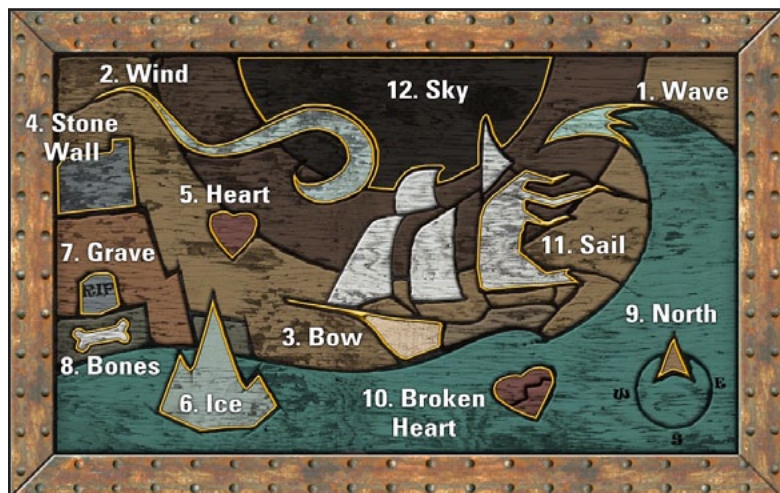 2. Wind
12. Sky
1. Wave
4. Stone
Wall
5. Heart
7. Grave
11. Sail
RIP
9. North
3. Bow
8. Bones
W
E
6. Ice
10. Broken
Heart
S